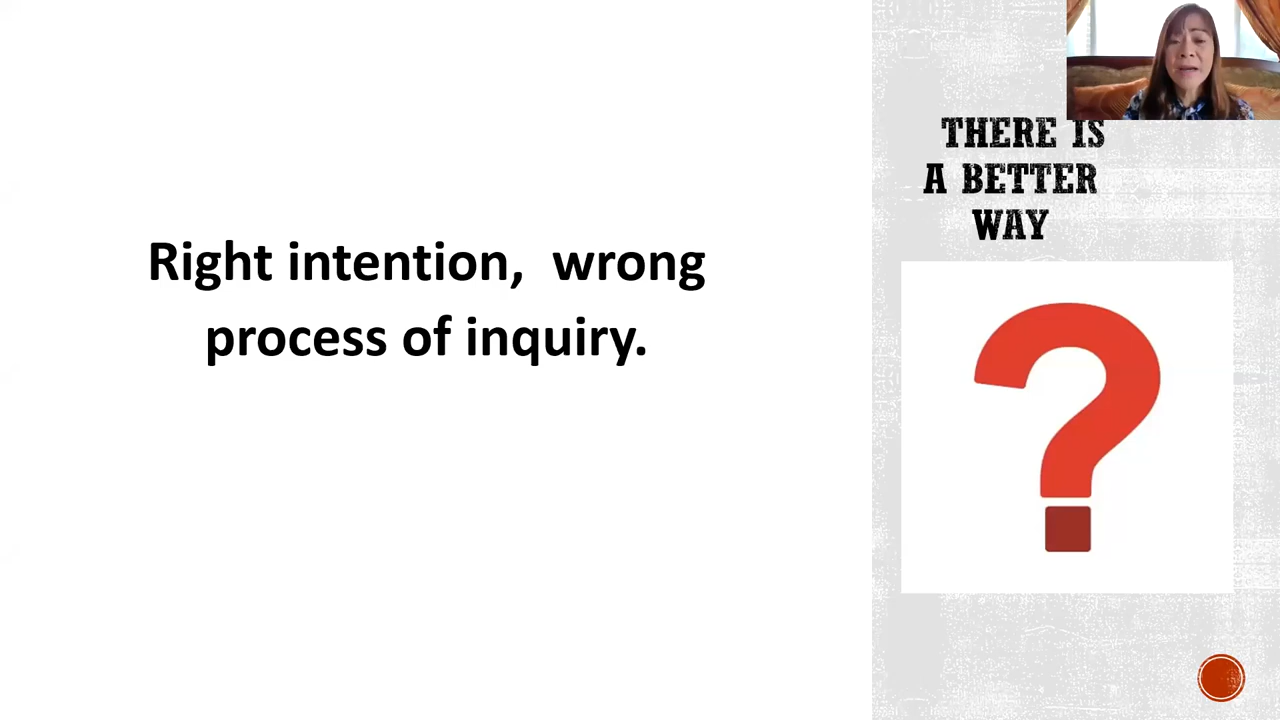 Right intention,  wrong
process of inquiry.
THERE IS
A BETTER
WAY